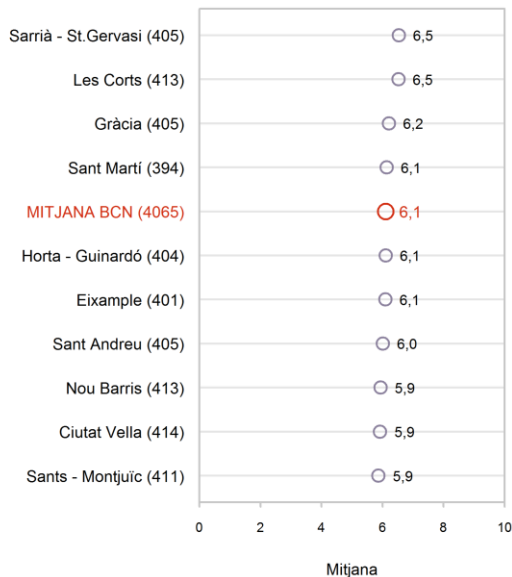 Sarrià - St.Gervasi (405) 6,5
Les Corts (413) 6,5
Gràcia (405) 6,2
Sant Martí (394) 6,1
MITJANA BCN (4065) 6,1
Horta - Guinardó (404) 6,1
Eixample (401) 6,1
Sant Andreu (405) 6,0
Nou Barris (413) 5,9
Ciutat Vella (414) 5,9
Sants - Montjuïc (411) 5,9
0 2 4 6 8 10
Mitjana